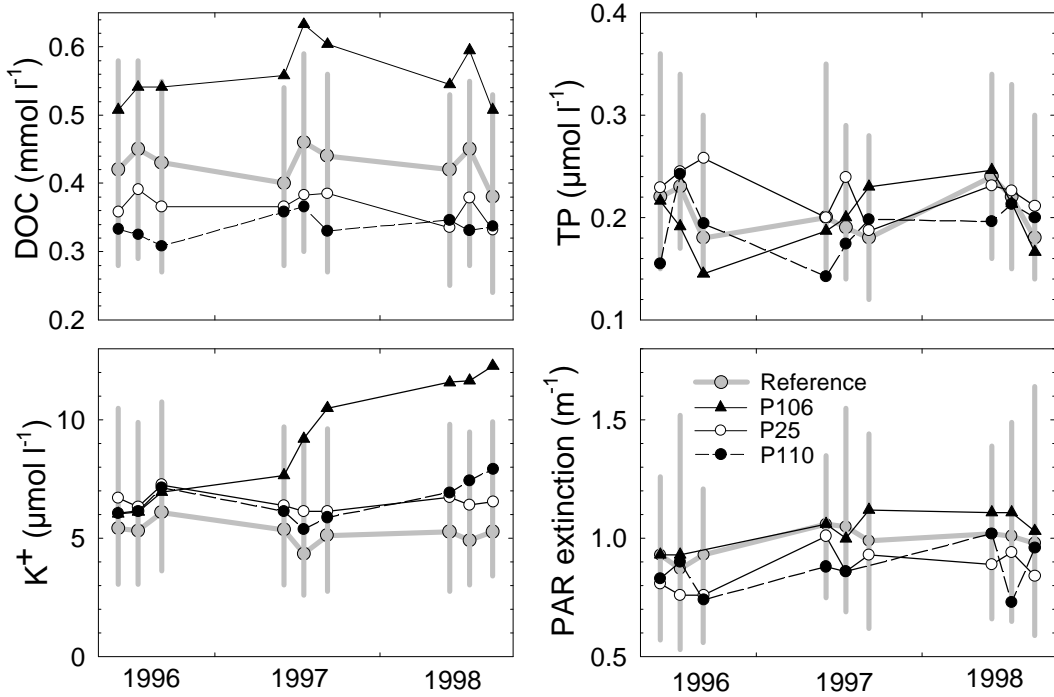 DOC (mmol l⁻¹)
0.6
0.5
0.4
0.3
0.2
TP (µmol l⁻¹)
0.4
0.3
0.2
0.1
K⁺ (µmol l⁻¹)
10
5
0
1996
1997
1998
PAR extinction (m⁻¹)
1.5
1.0
0.5
Reference
P106
P25
P110
1996
1997
1998